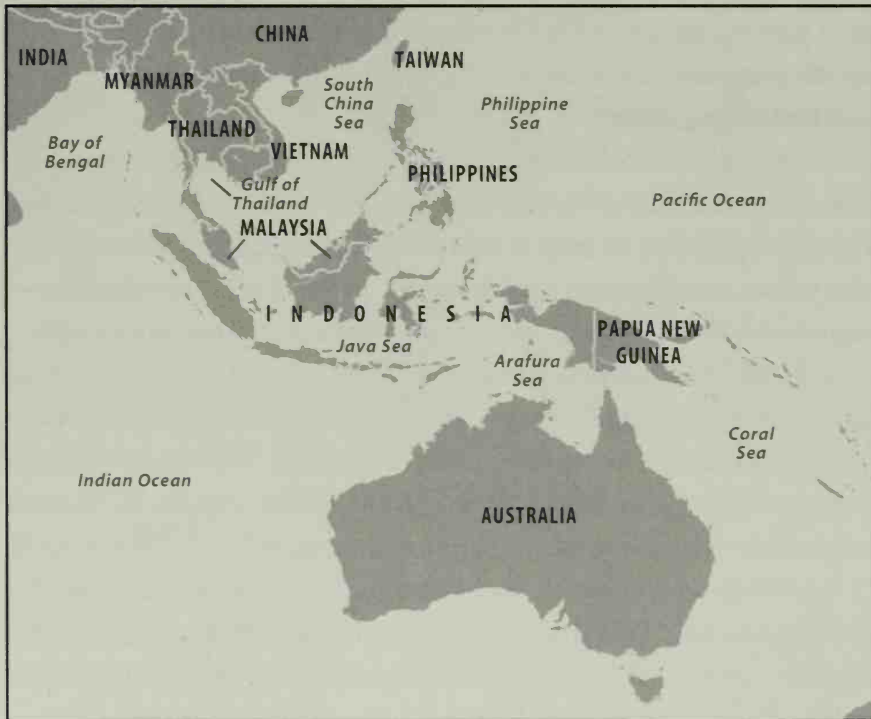 CHINA
INDIA
TAIWAN
MYANMAR
South
China
Sea
Philippine
Sea
THAILAND
Bay of
Bengal
VIETNAM
PHILIPPINES
Gulf of
Thailand
Pacific Ocean
MALAYSIA
INDONESIA
PAPUA NEW
GUINEA
Java Sea
Arafura
Sea
Coral
Sea
Indian Ocean
AUSTRALIA